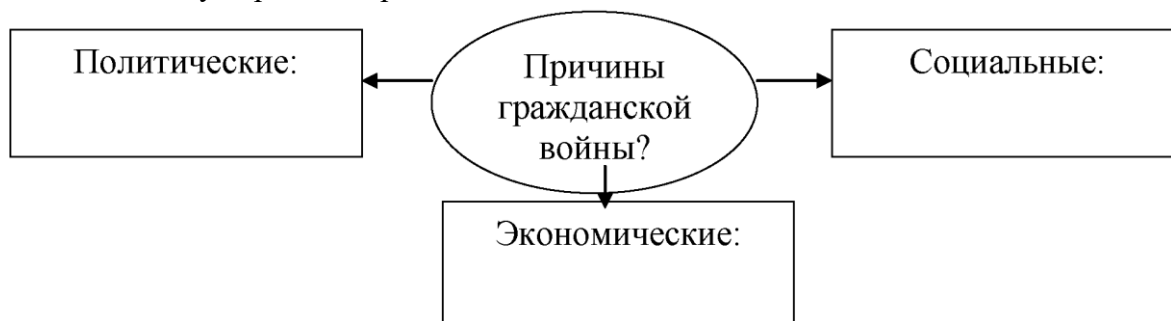 Политические:
Причины
гражданской
войны?
Социальные:
Экономические: